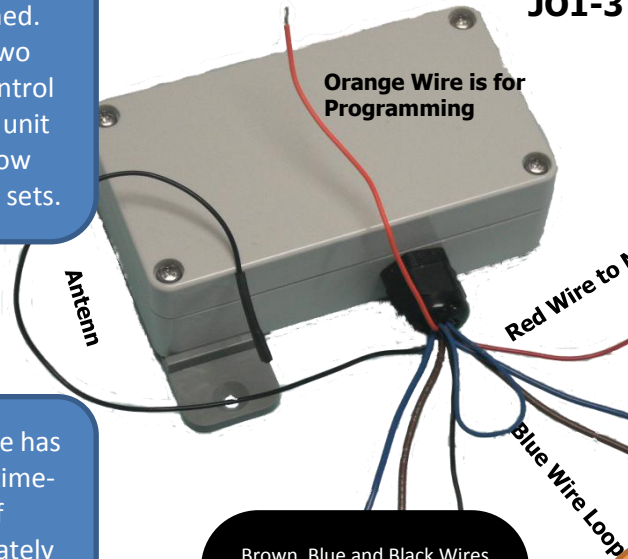 ned.
wo
ntrol
unit
ow
sets.
JO1-3
Orange Wire is for
Programming
Antenn
Red Wire to
Blue Wire Loop
e has
ime-
f
ately
Brown, Blue and Black Wires